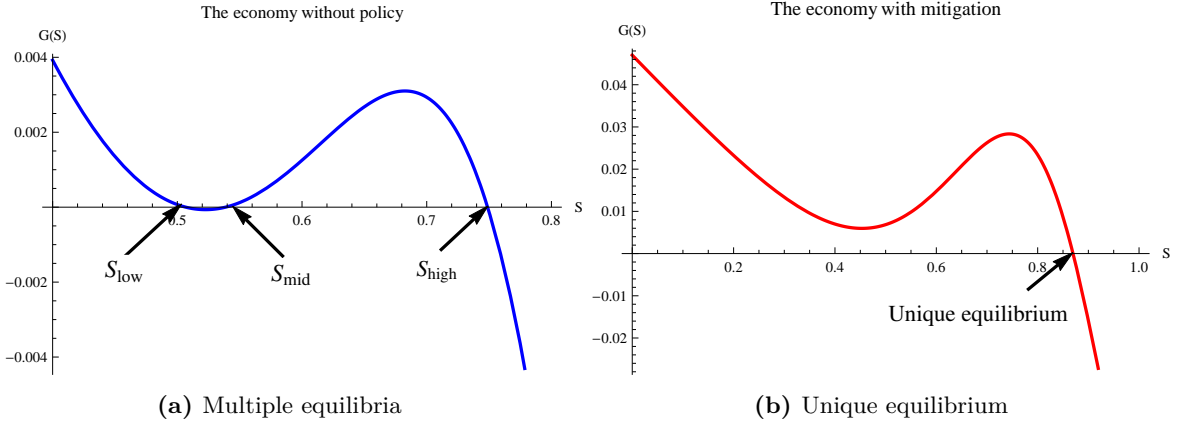 The economy without policy
G(S)
0.004
0.002
−0.002
−0.004
0.5
0.6
0.7
0.8
S
S_low
S_mid
S_high
(a) Multiple equilibria
The economy with mitigation
G(S)
0.04
0.03
0.02
0.01
−0.01
−0.02
0.2
0.4
0.6
0.8
1.0
S
Unique equilibrium
(b) Unique equilibrium